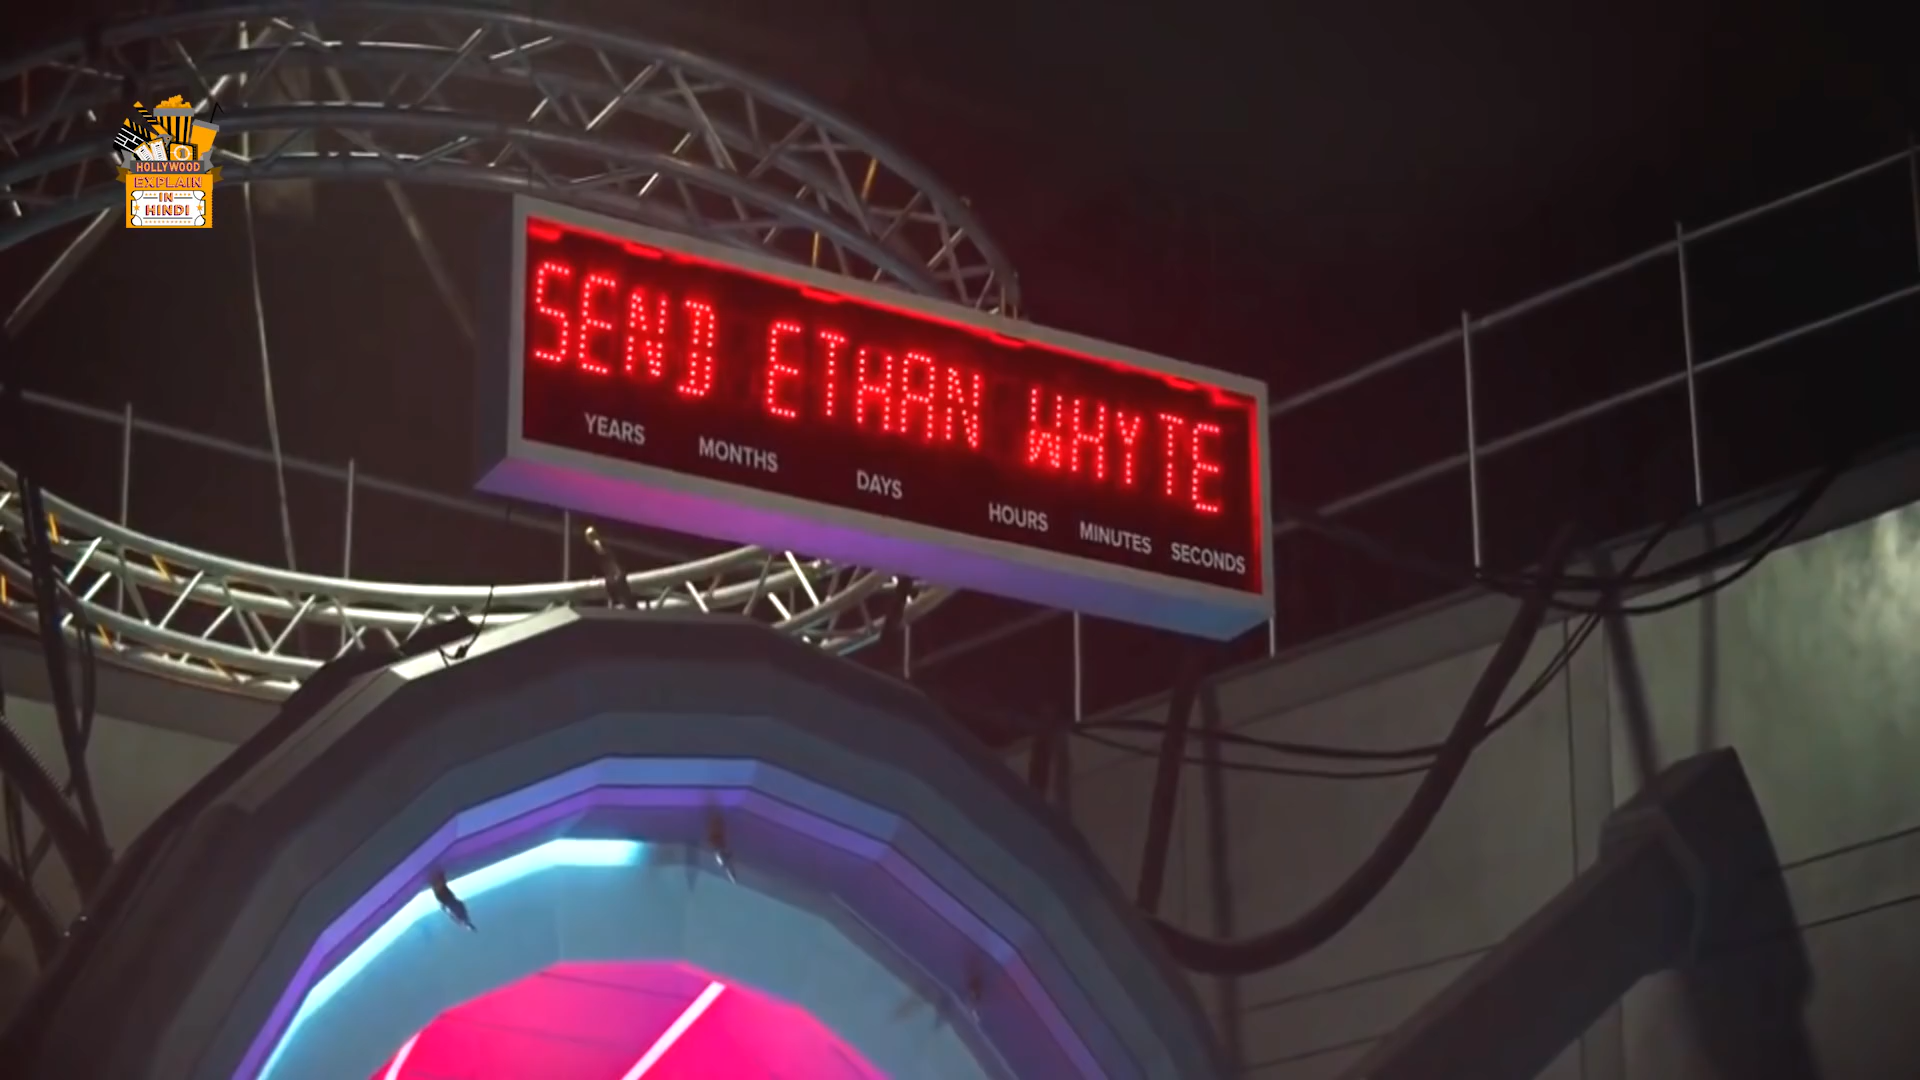 HOLLYWOOD
EXPLAIN
IN
HINDI
SEND ETHAN WHYTE
YEARS MONTHS DAYS HOURS MINUTES SECONDS